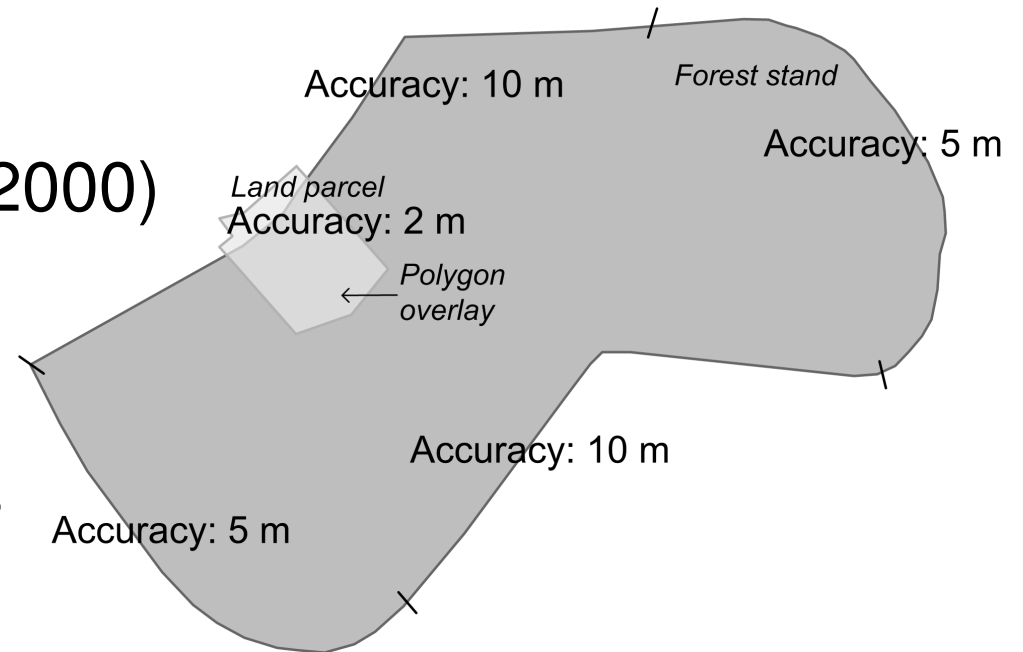 Accuracy: 10 m
Forest stand
Accuracy: 5 m
2000)
Land parcel
Accuracy: 2 m
Polygon
overlay
Accuracy: 10 m
Accuracy: 5 m